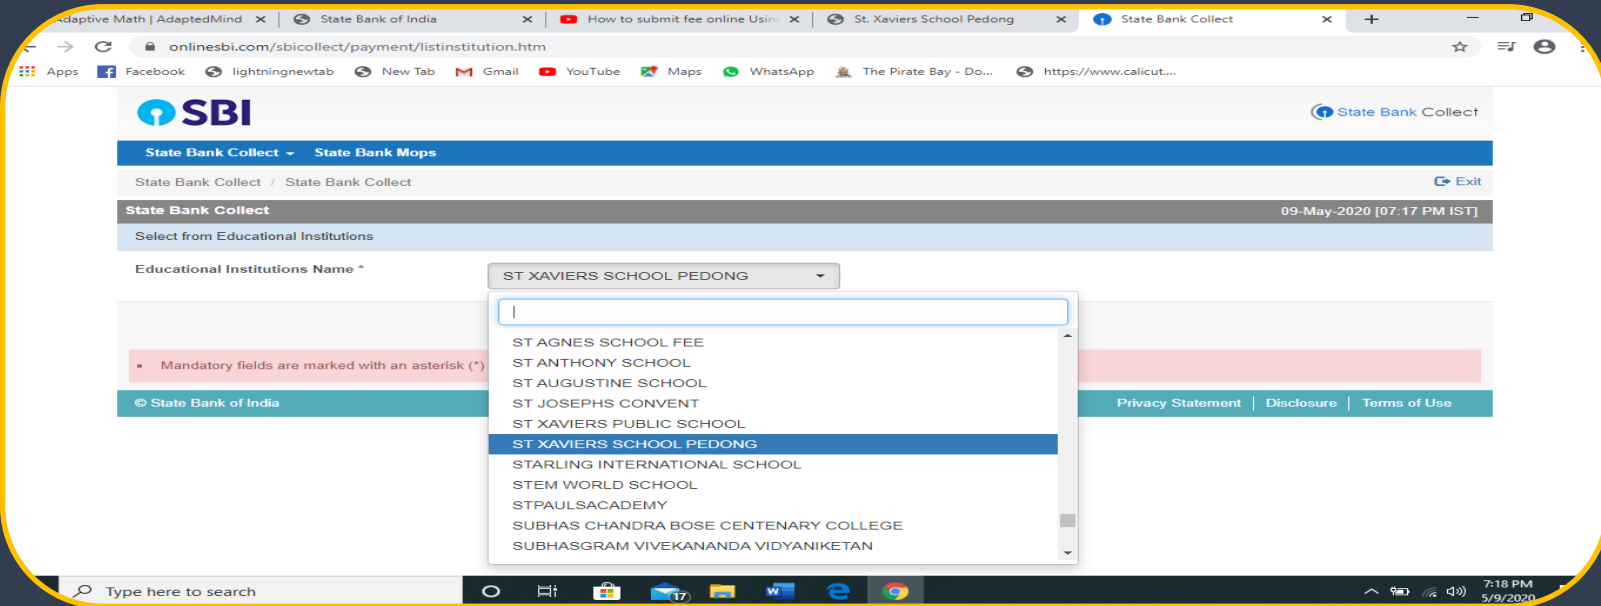 Adaptive Math | AdaptedMind
State Bank of India
How to submit fee online Usin
St. Xaviers School Pedong
State Bank Collect
onlinesbi.com/sbicollect/payment/listinstitution.htm
Apps Facebook lightningnewtab New Tab Gmail YouTube Maps WhatsApp The Pirate Bay - Do... https://www.calicut....
SBI
State Bank Collect
State Bank Collect State Bank Mops
State Bank Collect / State Bank Collect
Exit
State Bank Collect
09-May-2020 [07:17 PM IST]
Select from Educational Institutions
Educational Institutions Name *
ST XAVIERS SCHOOL PEDONG
ST AGNES SCHOOL FEE
ST ANTHONY SCHOOL
ST AUGUSTINE SCHOOL
ST JOSEPHS CONVENT
ST XAVIERS PUBLIC SCHOOL
ST XAVIERS SCHOOL PEDONG
STARLING INTERNATIONAL SCHOOL
STEM WORLD SCHOOL
STPAULSACADEMY
SUBHAS CHANDRA BOSE CENTENARY COLLEGE
SUBHASGRAM VIVEKANANDA VIDYANIKETAN
Mandatory fields are marked with an asterisk (*)
© State Bank of India
Privacy Statement | Disclosure | Terms of Use
Type here to search
17
7:18 PM
5/9/2020